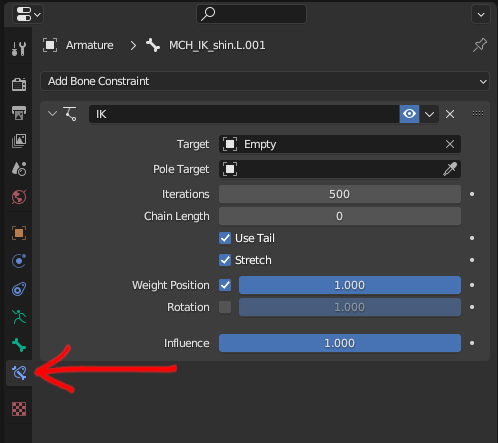 Armature > MCH_IK_shin.L.001
Add Bone Constraint
IK
Target Empty
Pole Target
Iterations 500
Chain Length 0
Use Tail
Stretch
Weight Position 1.000
Rotation 1.000
Influence 1.000